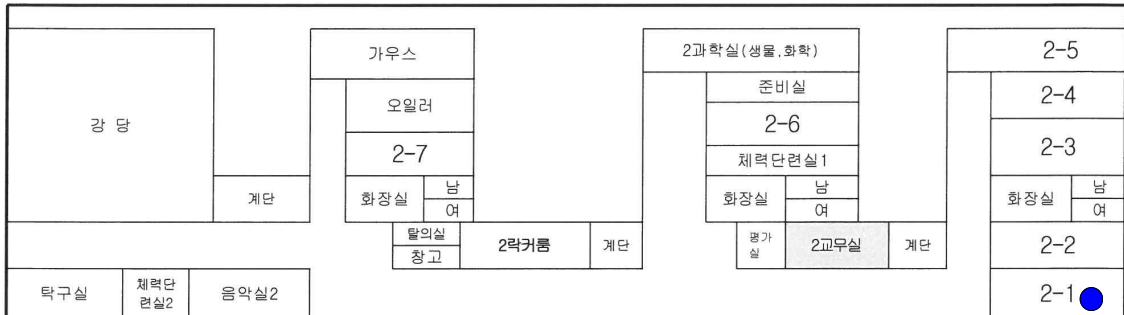 강 당
계단
탁구실
체력단
련실2
음악실2
가우스
오일러
2-7
화장실
남
여
탈의실
창고
2락커룸
계단
2과학실(생물,화학)
준비실
2-6
체력단련실1
화장실
남
여
평가
실
2교무실
계단
2-5
2-4
2-3
화장실
남
여
2-2
2-1